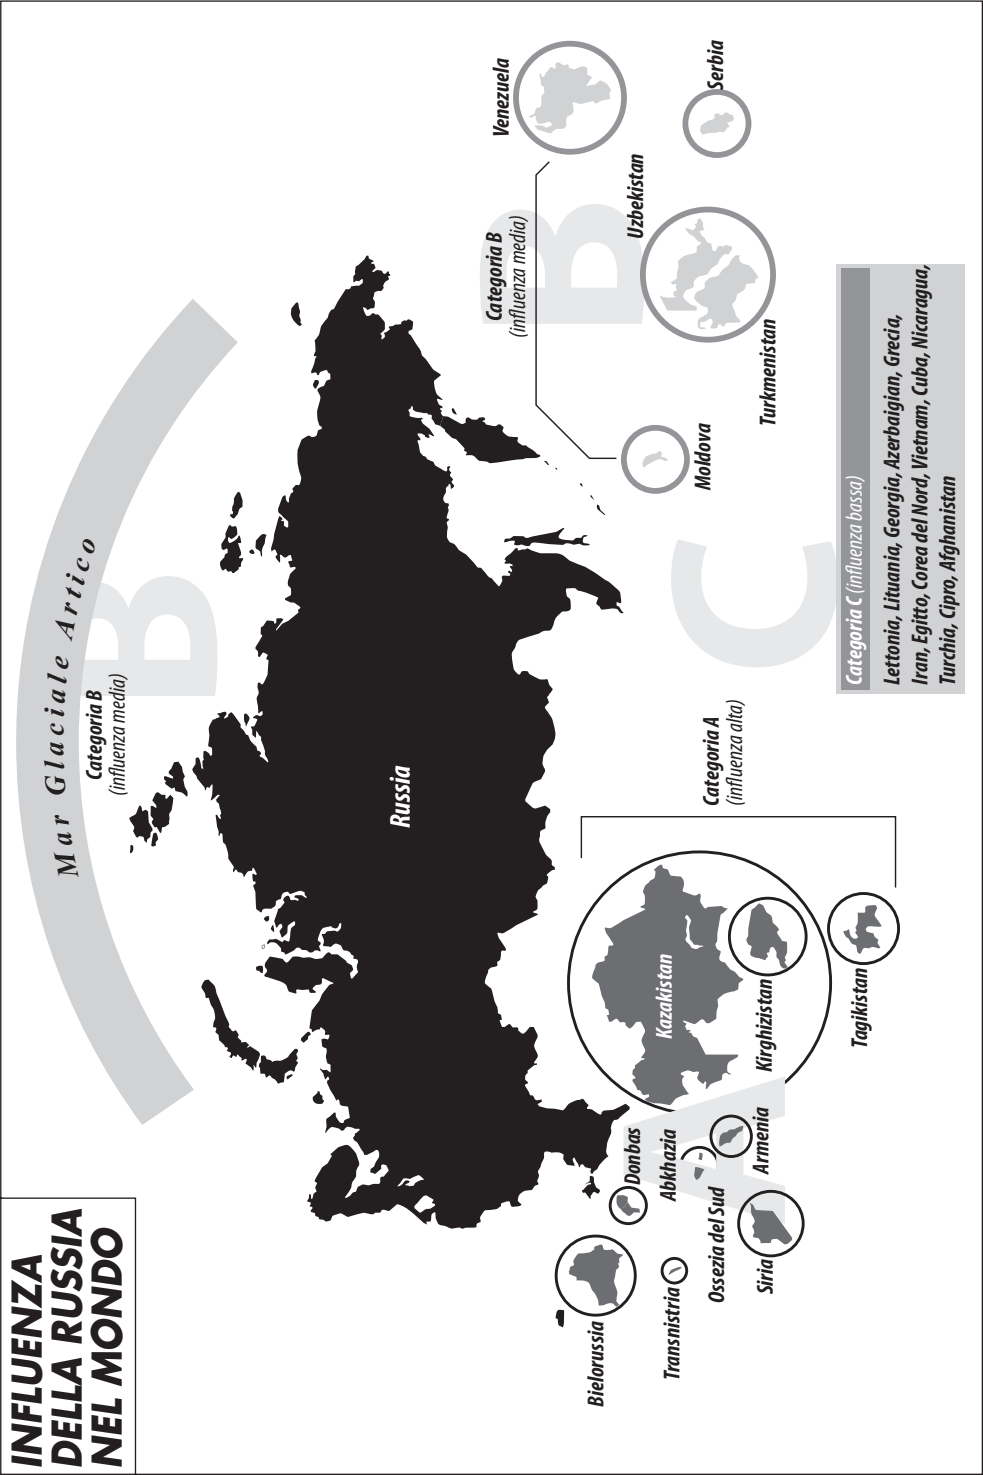 INFLUENZA
DELLA RUSSIA
NEL MONDO
Mar Glaciale Artico
Categoria B
(influenza media)
B
Russia
Categoria B
(influenza media)
B
Venezuela
Serbia
Uzbekistan
Turkmenistan
Moldova
Categoria A
(influenza alta)
A
Kazakistan
Kirghizistan
Tagikistan
Bielorussia
Donbas
Transnistria
Abkhazia
Ossezia del Sud
Armenia
Siria
C
Categoria C (influenza bassa)
Lettonia, Lituania, Georgia, Azerbaigian, Grecia,
Iran, Egitto, Corea del Nord, Vietnam, Cuba, Nicaragua,
Turchia, Cipro, Afghanistan